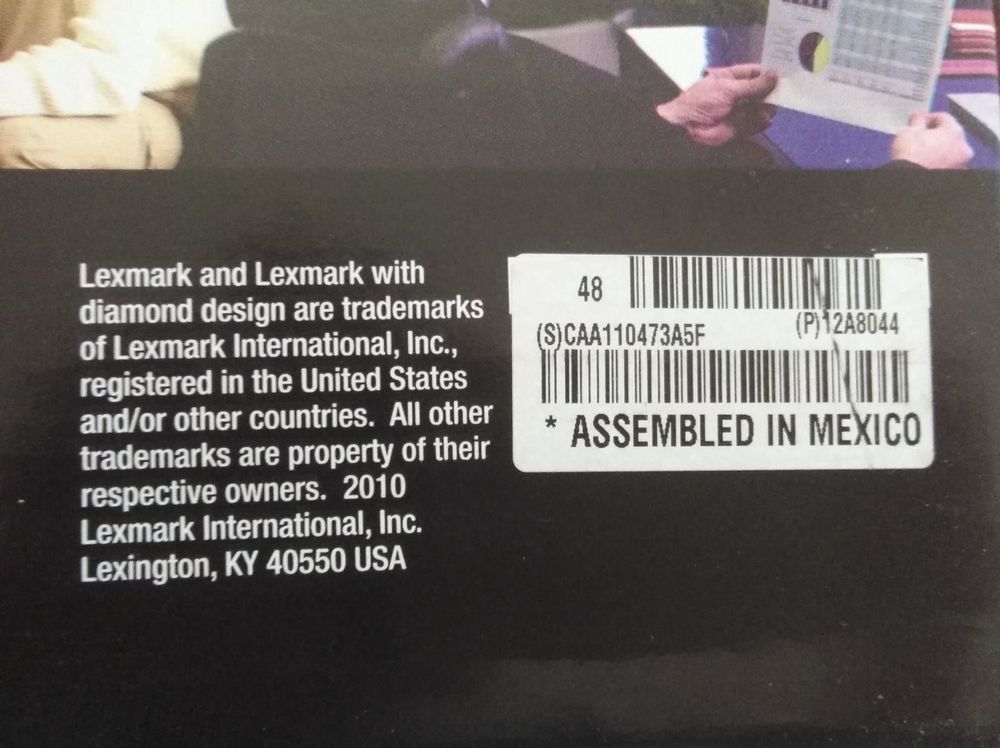 Lexmark and Lexmark with
diamond design are trademarks
of Lexmark International, Inc.,
registered in the United States
and/or other countries.  All other
trademarks are property of their
respective owners.  2010
Lexmark International, Inc.
Lexington, KY 40550 USA
48
(P)12A8044
(S)CAA110473A5F
* ASSEMBLED IN MEXICO